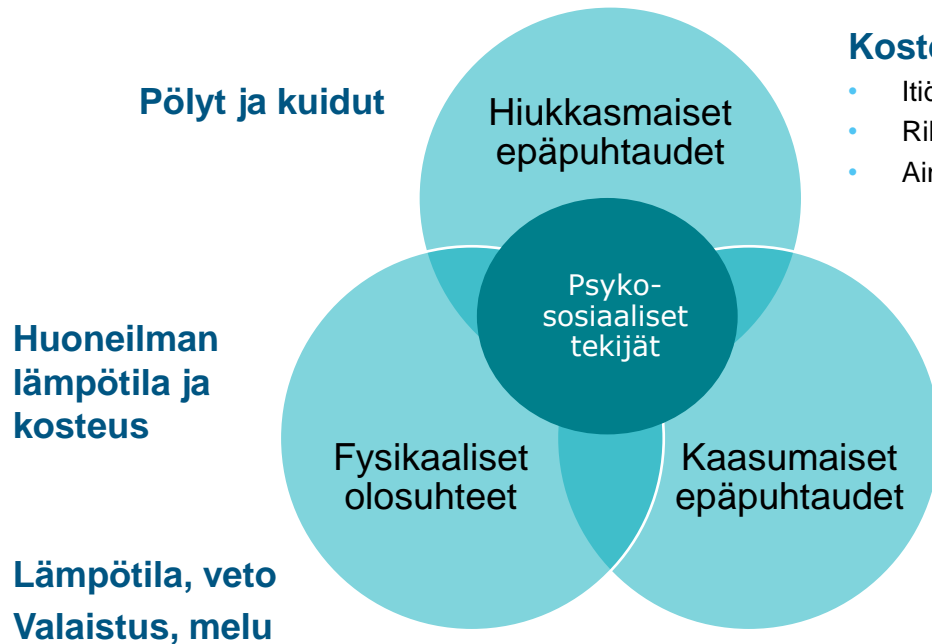 Pölyt ja kuidut
Hiukkasmaiset
epäpuhtaudet
Psyko-
sosiaaliset
tekijät
Huoneilman
lämpötila ja
kosteus
Fysikaaliset
olosuhteet
Kaasumaiset
epäpuhtaudet
Lämpötila, veto
Valaistus, melu